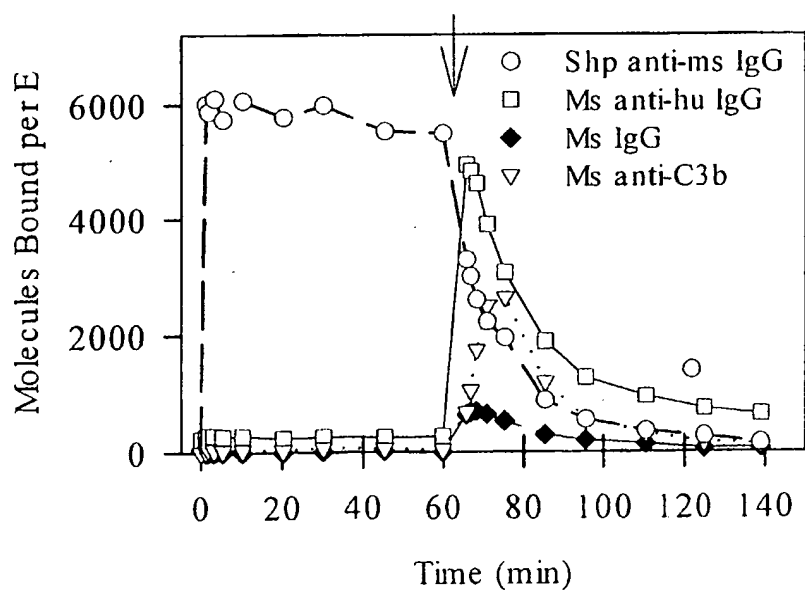 Shp anti-ms IgG
Ms anti-hu IgG
Ms IgG
Ms anti-C3b
Molecules Bound per E
6000
4000
2000
0
0 20 40 60 80 100 120 140
Time (min)